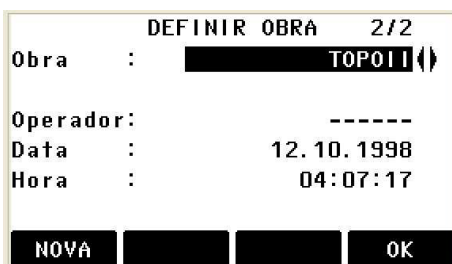 DEFINIR OBRA 2/2
Obra : TOPOII
Operador: ------
Data : 12.10.1998
Hora : 04:07:17
NOVA OK